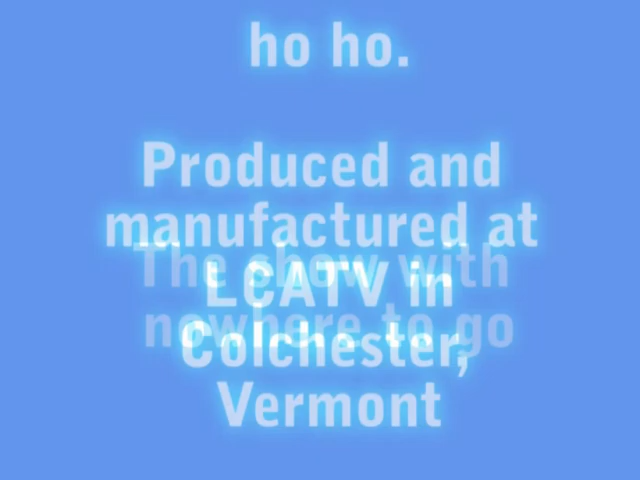 ho ho.
Produced and
manufactured at
The show with
LCATV in
nowhere to go
Colchester,
Vermont